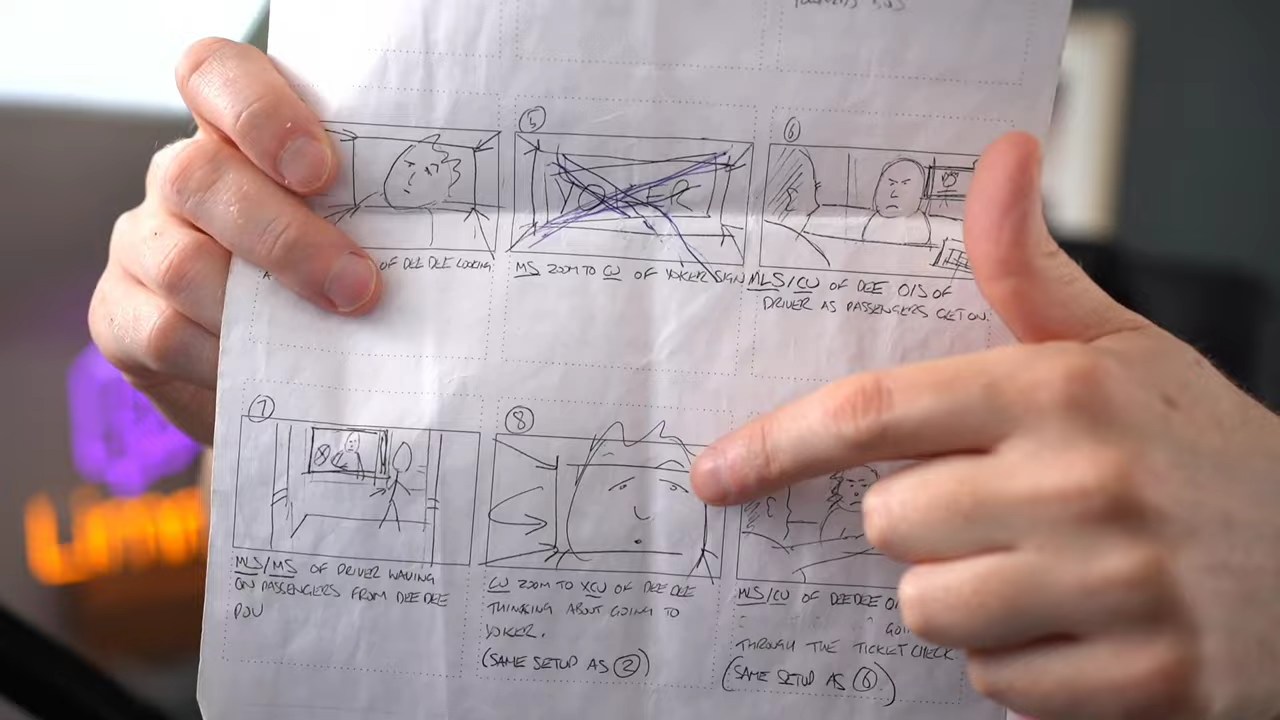 5
6
YOKER
OF DEE DEE LOOKING
MS ZOOM TO CU OF YOKER SIGN
MLS/CU OF DEE O/S OF
DRIVER AS PASSENGERS GET ON.
7
8
MLS/MS OF DRIVER WAVING
ON PASSENGERS FROM DEE DEE
POV
CU ZOOM TO XCU OF DEE DEE
THINKING ABOUT GOING TO
YOKER.
(SAME SETUP AS 2)
MLS/CU OF DEEDEE
THROUGH THE TICKET CHECK
(SAME SETUP AS 6)